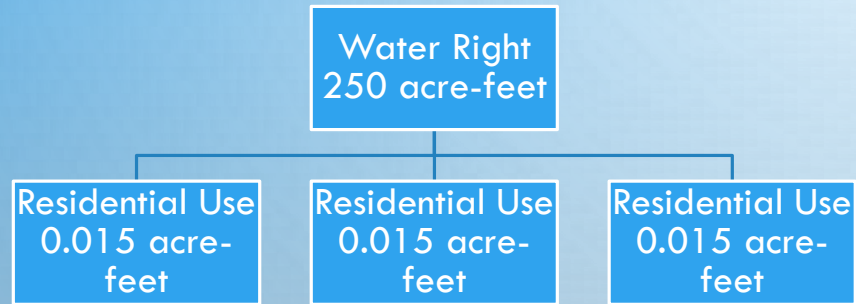 Water Right
250 acre-feet
Residential Use
0.015 acre-
feet
Residential Use
0.015 acre-
feet
Residential Use
0.015 acre-
feet